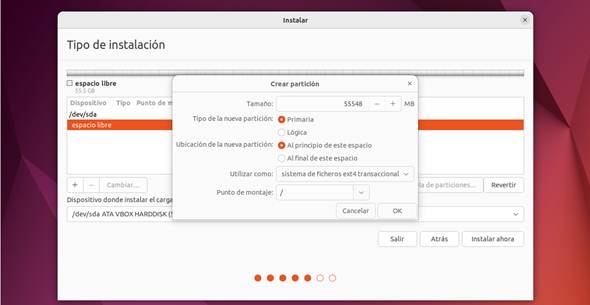 Instalar
Tipo de instalación
espacio libre
55.5 GB
Crear partición
Tamaño: 55548 − + MB
Tipo de la nueva partición: Primaria
Lógica
Ubicación de la nueva partición: Al principio de este espacio
Al final de este espacio
Utilizar como: sistema de ficheros ext4 transaccional
Punto de montaje: /
Cancelar OK
Dispositivo Tipo Punto de m
/dev/sda
espacio libre
+ − Cambiar... de particiones... Revertir
Dispositivo donde instalar el carga
/dev/sda ATA VBOX HARDDISK (5
Salir Atrás Instalar ahora